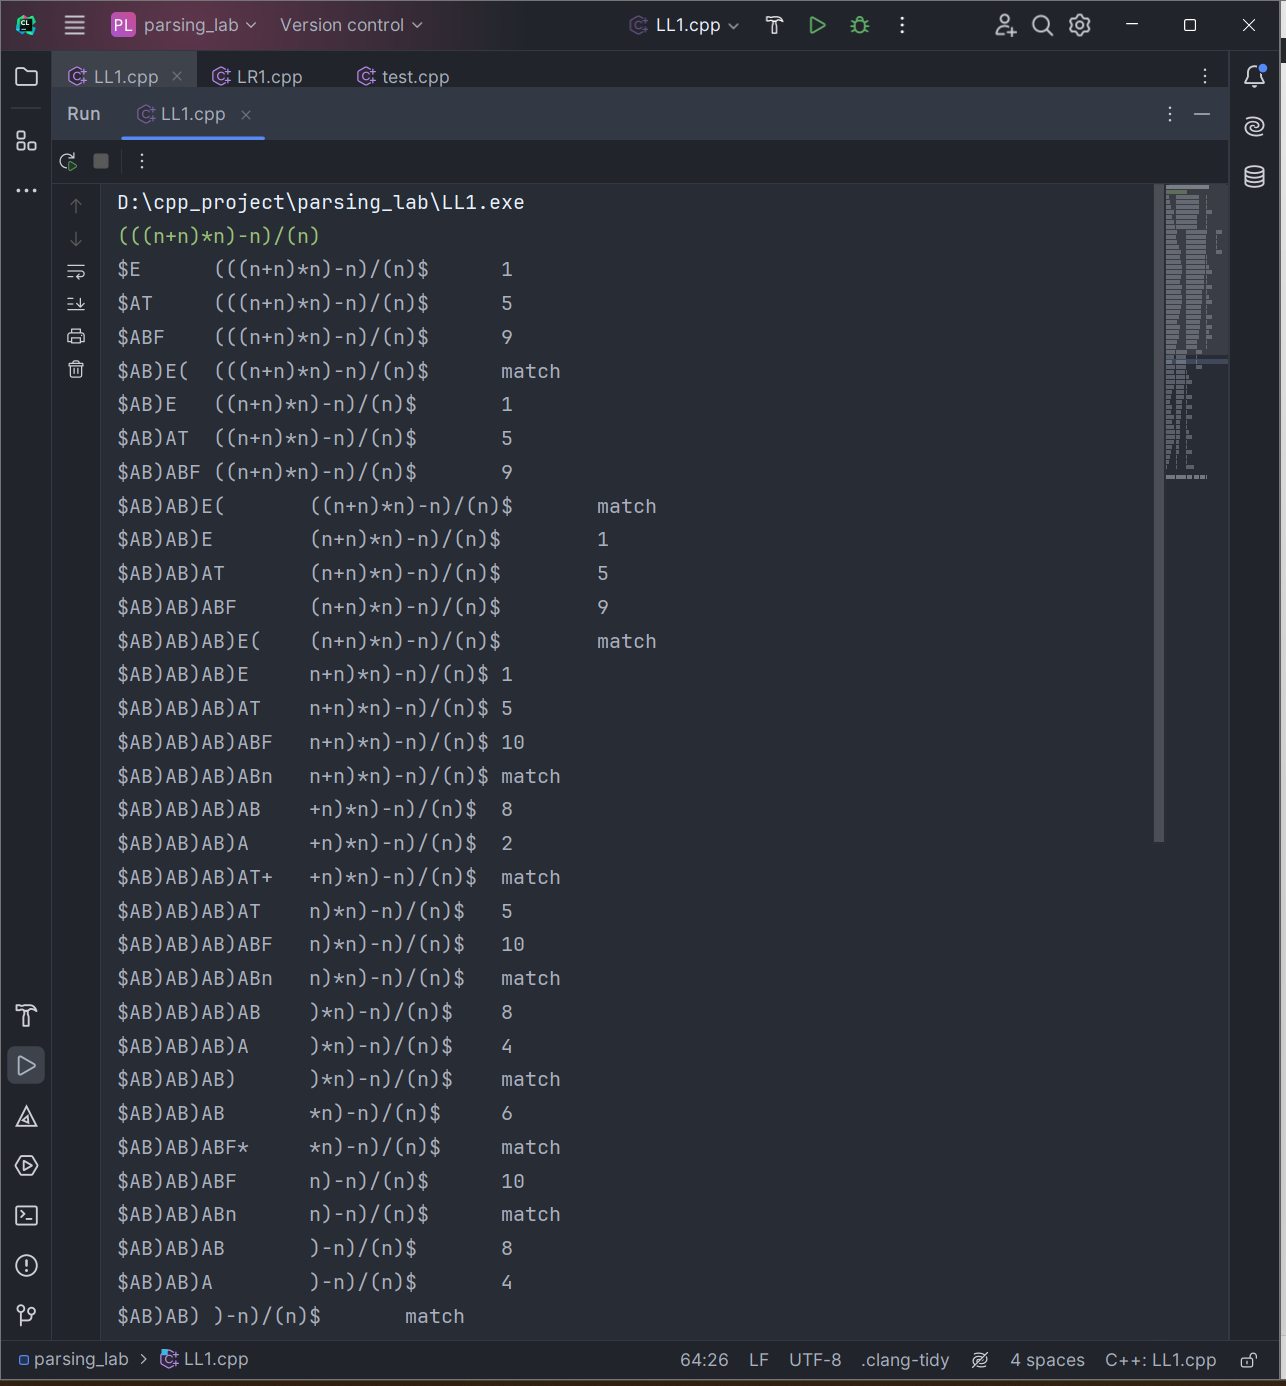 PL parsing_lab Version control LL1.cpp
LL1.cpp LR1.cpp test.cpp
Run LL1.cpp
D:\cpp_project\parsing_lab\LL1.exe
(((n+n)*n)-n)/(n)
$E (((n+n)*n)-n)/(n)$ 1
$AT (((n+n)*n)-n)/(n)$ 5
$ABF (((n+n)*n)-n)/(n)$ 9
$AB)E( (((n+n)*n)-n)/(n)$ match
$AB)E ((n+n)*n)-n)/(n)$ 1
$AB)AT ((n+n)*n)-n)/(n)$ 5
$AB)ABF ((n+n)*n)-n)/(n)$ 9
$AB)AB)E( ((n+n)*n)-n)/(n)$ match
$AB)AB)E (n+n)*n)-n)/(n)$ 1
$AB)AB)AT (n+n)*n)-n)/(n)$ 5
$AB)AB)ABF (n+n)*n)-n)/(n)$ 9
$AB)AB)AB)E( (n+n)*n)-n)/(n)$ match
$AB)AB)AB)E n+n)*n)-n)/(n)$ 1
$AB)AB)AB)AT n+n)*n)-n)/(n)$ 5
$AB)AB)AB)ABF n+n)*n)-n)/(n)$ 10
$AB)AB)AB)ABn n+n)*n)-n)/(n)$ match
$AB)AB)AB)AB +n)*n)-n)/(n)$ 8
$AB)AB)AB)A +n)*n)-n)/(n)$ 2
$AB)AB)AB)AT+ +n)*n)-n)/(n)$ match
$AB)AB)AB)AT n)*n)-n)/(n)$ 5
$AB)AB)AB)ABF n)*n)-n)/(n)$ 10
$AB)AB)AB)ABn n)*n)-n)/(n)$ match
$AB)AB)AB)AB )*n)-n)/(n)$ 8
$AB)AB)AB)A )*n)-n)/(n)$ 4
$AB)AB)AB) )*n)-n)/(n)$ match
$AB)AB)AB *n)-n)/(n)$ 6
$AB)AB)ABF* *n)-n)/(n)$ match
$AB)AB)ABF n)-n)/(n)$ 10
$AB)AB)ABn n)-n)/(n)$ match
$AB)AB)AB )-n)/(n)$ 8
$AB)AB)A )-n)/(n)$ 4
$AB)AB) )-n)/(n)$ match
parsing_lab > LL1.cpp 64:26 LF UTF-8 .clang-tidy 4 spaces C++: LL1.cpp